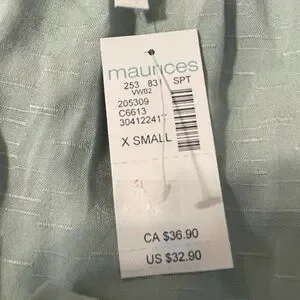 maurices
253 831 SPT
VW82
205309
C6613
30412241
X SMALL
CA $36.90
US $32.90